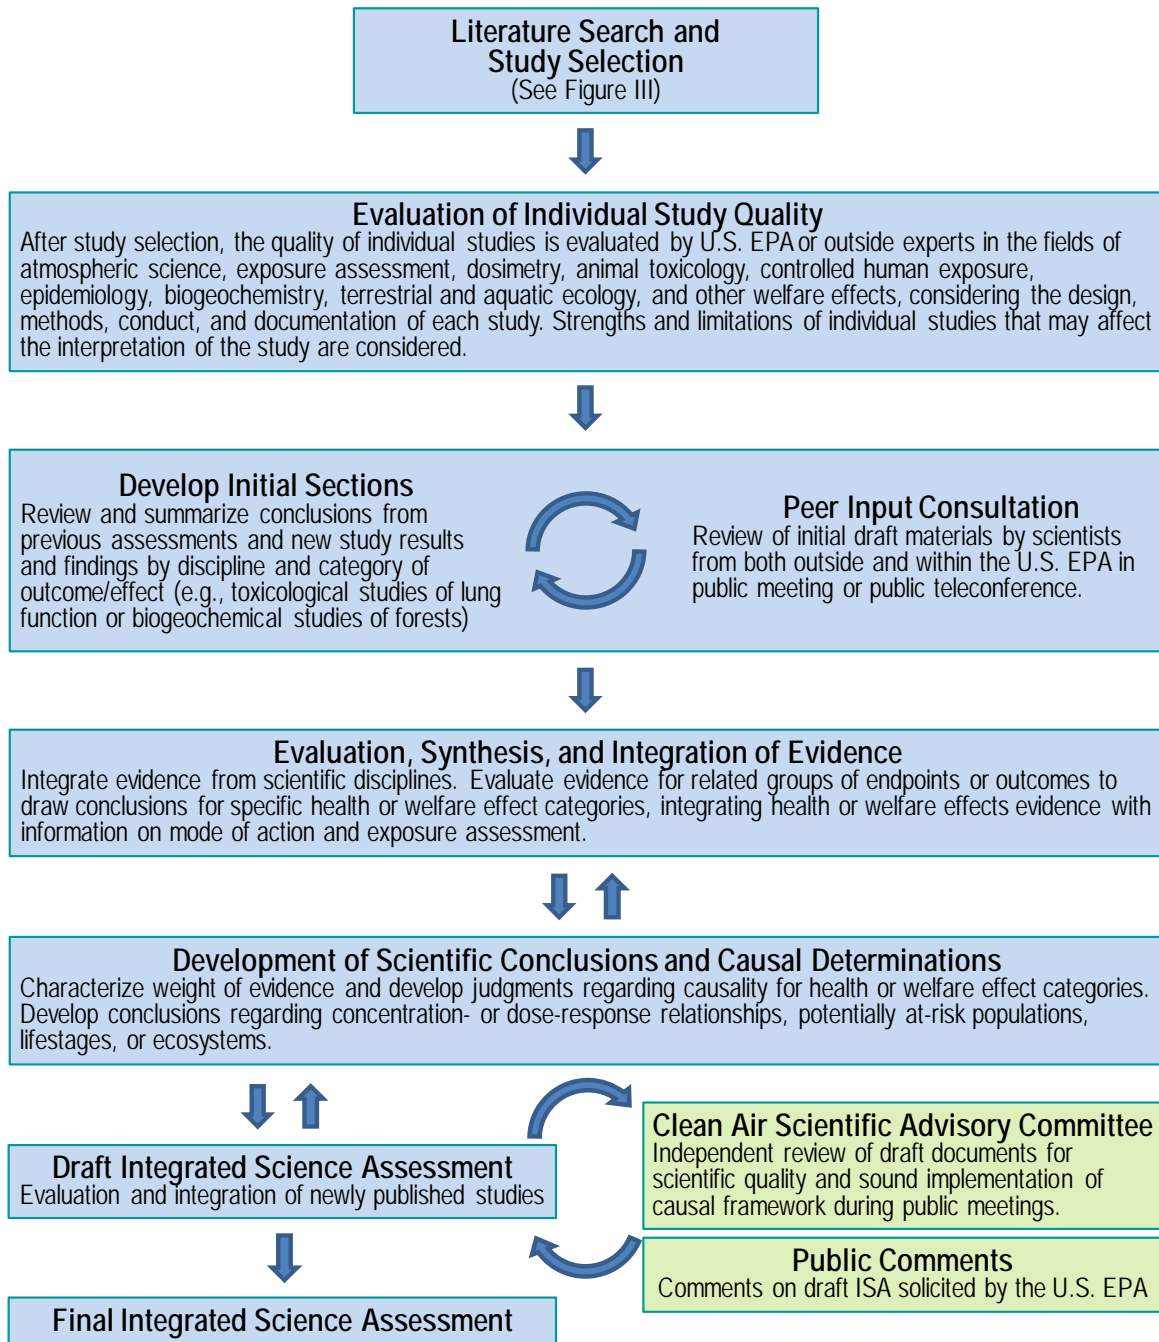 Literature Search and
Study Selection
(See Figure III)
Evaluation of Individual Study Quality
After study selection, the quality of individual studies is evaluated by U.S. EPA or outside experts in the fields of
atmospheric science, exposure assessment, dosimetry, animal toxicology, controlled human exposure,
epidemiology, biogeochemistry, terrestrial and aquatic ecology, and other welfare effects, considering the design,
methods, conduct, and documentation of each study. Strengths and limitations of individual studies that may affect
the interpretation of the study are considered.
Develop Initial Sections
Review and summarize conclusions from
previous assessments and new study results
and findings by discipline and category of
outcome/effect (e.g., toxicological studies of lung
function or biogeochemical studies of forests)
Peer Input Consultation
Review of initial draft materials by scientists
from both outside and within the U.S. EPA in
public meeting or public teleconference.
Evaluation, Synthesis, and Integration of Evidence
Integrate evidence from scientific disciplines. Evaluate evidence for related groups of endpoints or outcomes to
draw conclusions for specific health or welfare effect categories, integrating health or welfare effects evidence with
information on mode of action and exposure assessment.
Development of Scientific Conclusions and Causal Determinations
Characterize weight of evidence and develop judgments regarding causality for health or welfare effect categories.
Develop conclusions regarding concentration- or dose-response relationships, potentially at-risk populations,
lifestages, or ecosystems.
Draft Integrated Science Assessment
Evaluation and integration of newly published studies
Clean Air Scientific Advisory Committee
Independent review of draft documents for
scientific quality and sound implementation of
causal framework during public meetings.
Public Comments
Comments on draft ISA solicited by the U.S. EPA
Final Integrated Science Assessment